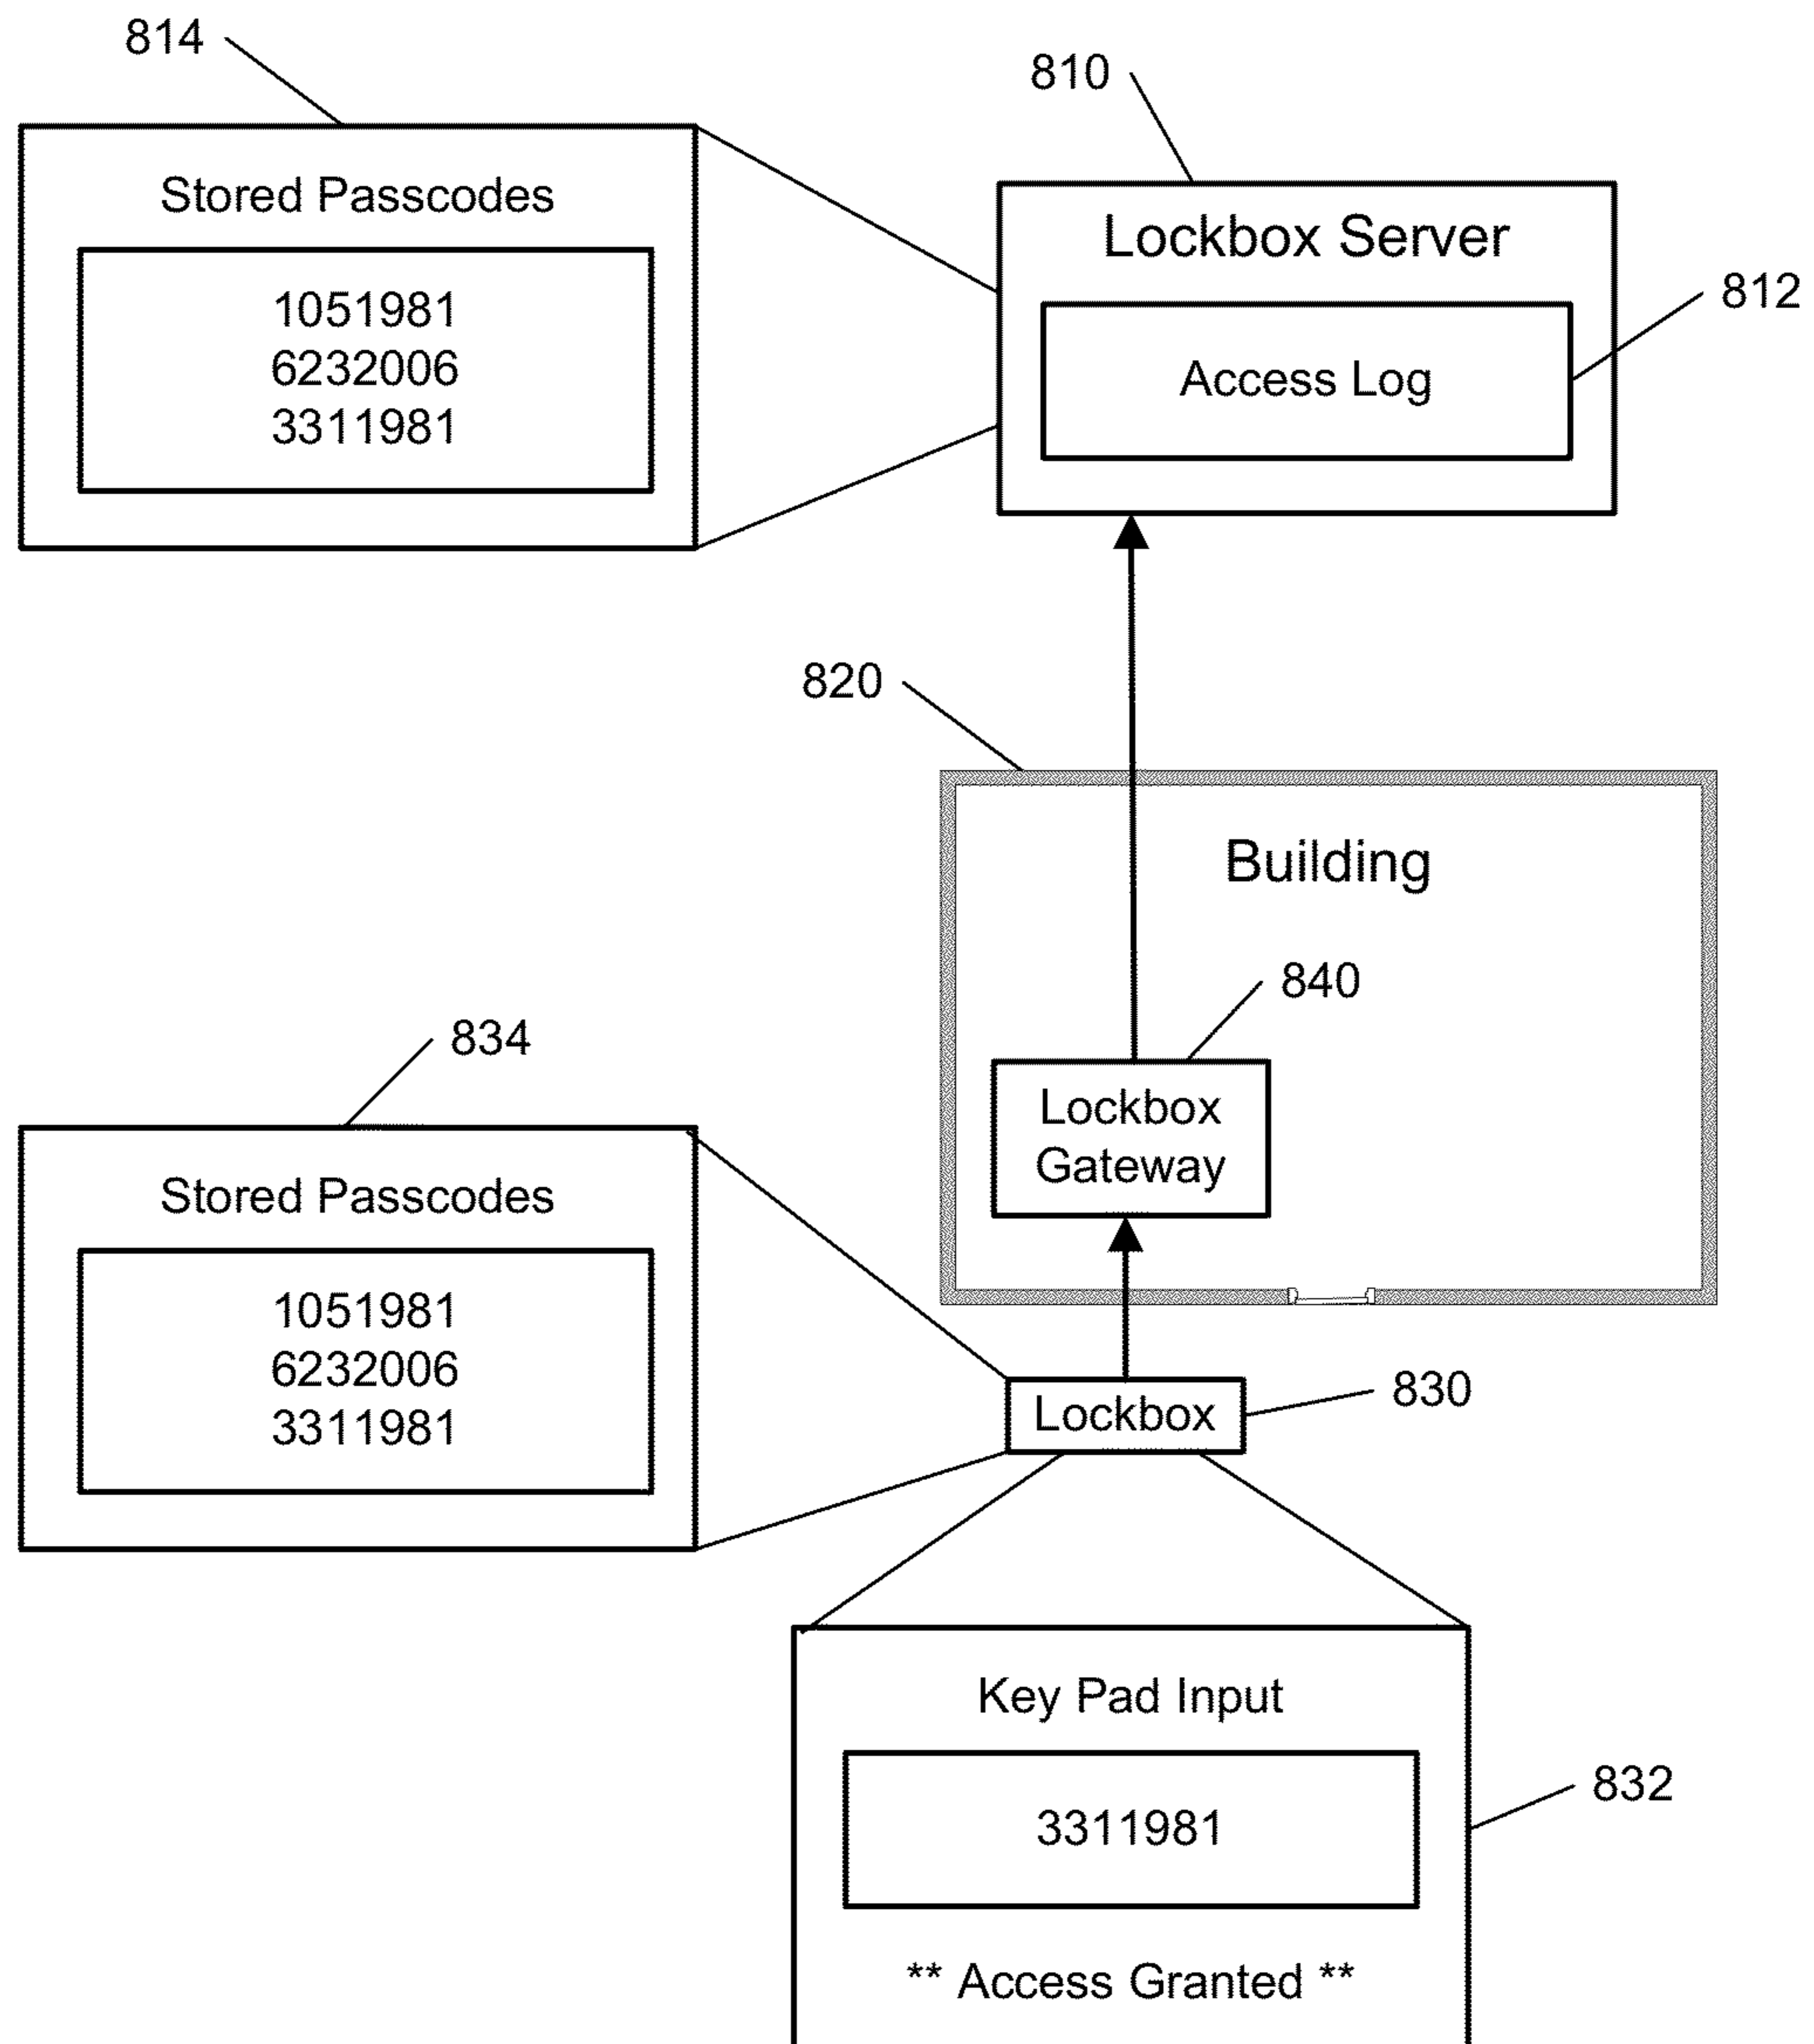 814
810
Stored Passcodes
1051981
6232006
3311981
Lockbox Server
812
Access Log
820
Building
840
Lockbox
Gateway
834
Stored Passcodes
1051981
6232006
3311981
830
Lockbox
Key Pad Input
832
3311981
** Access Granted **